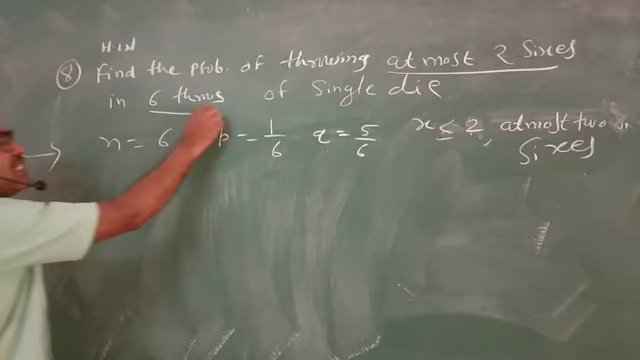 H.W
⑧ Find the prob. of throwing at most 2 sixes
in 6 throws of Single die
→ n = 6 p = 1/6 q = 5/6 x ≤ 2, atmost two
Sixes